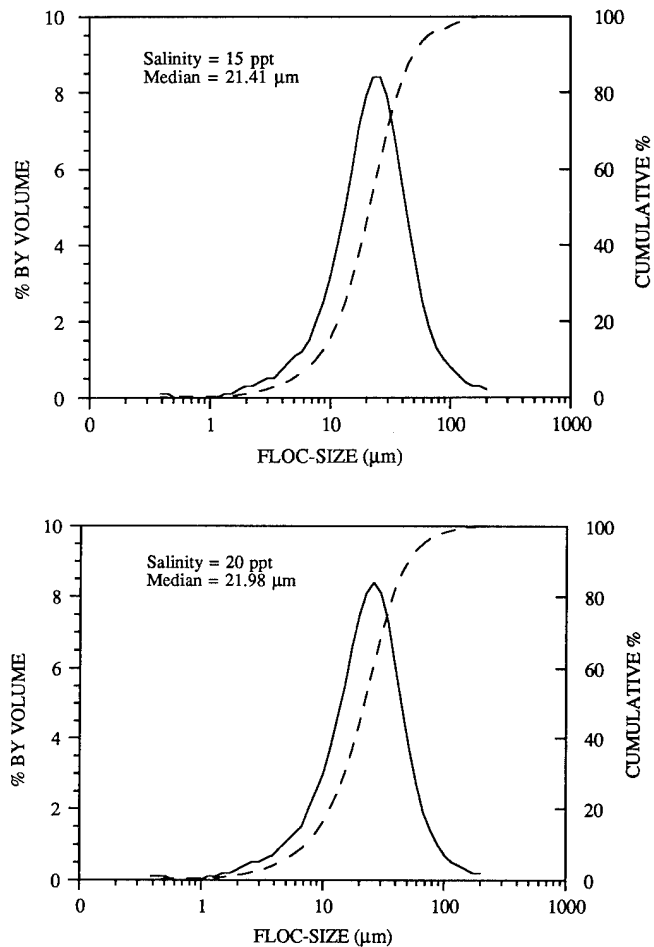 10
8
6
4
2
0
% BY VOLUME
Salinity = 15 ppt
Median = 21.41 µm
100
80
60
40
20
0
CUMULATIVE %
0 1 10 100 1000
FLOC-SIZE (µm)
10
8
6
4
2
0
% BY VOLUME
Salinity = 20 ppt
Median = 21.98 µm
100
80
60
40
20
0
CUMULATIVE %
0 1 10 100 1000
FLOC-SIZE (µm)